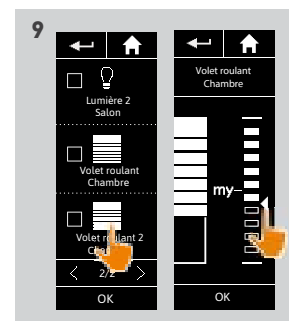 9
Lumière 2
Salon
Volet roulant
Chambre
Volet roulant 2
2/2
OK
Volet roulant
Chambre
my
OK